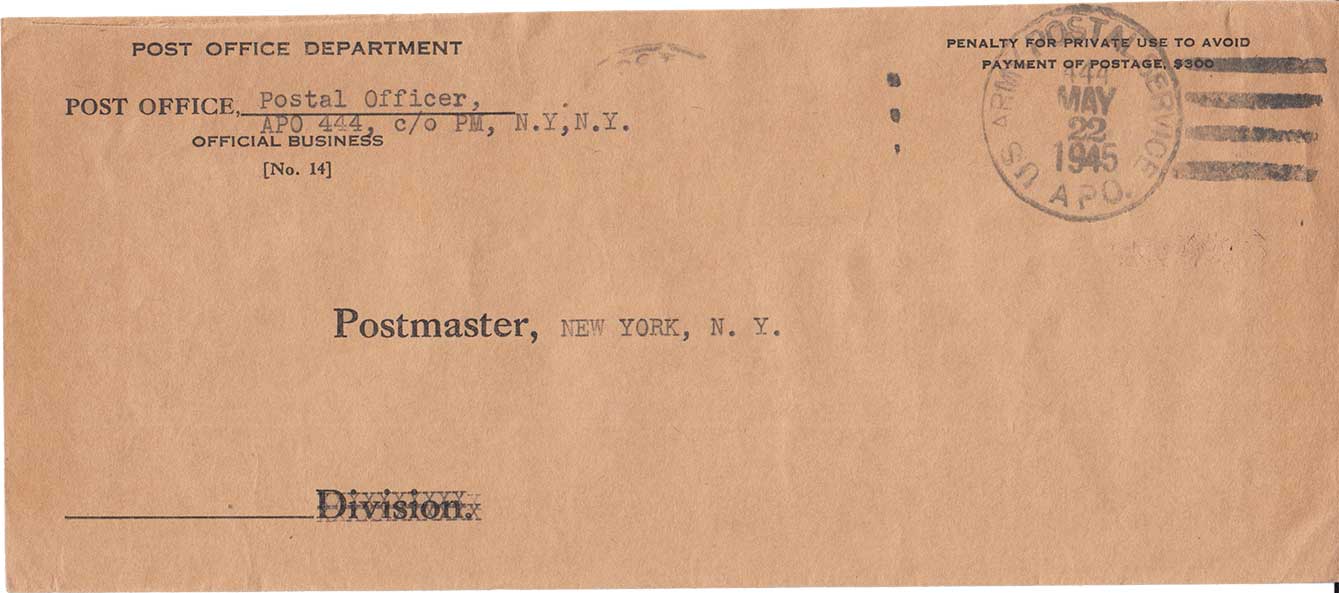 POST OFFICE DEPARTMENT
POST OFFICE, Postal Officer,
APO 444, c/o PM, N.Y,N.Y.
OFFICIAL BUSINESS
[No. 14]
PENALTY FOR PRIVATE USE TO AVOID
PAYMENT OF POSTAGE, $300
US ARMY POSTAL SERVICE
444
MAY
22
1945
APO.
Postmaster, NEW YORK, N. Y.
Division.